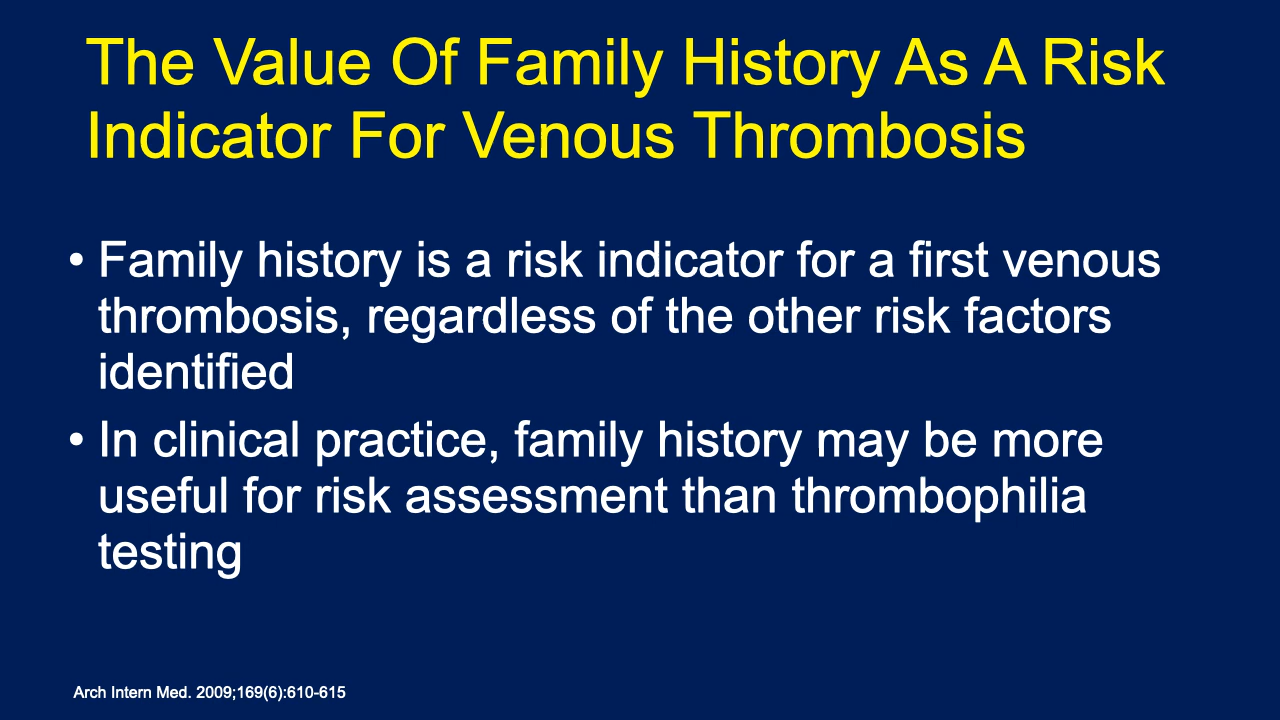 The Value Of Family History As A Risk
Indicator For Venous Thrombosis
• Family history is a risk indicator for a first venous
thrombosis, regardless of the other risk factors
identified
• In clinical practice, family history may be more
useful for risk assessment than thrombophilia
testing
Arch Intern Med. 2009;169(6):610-615